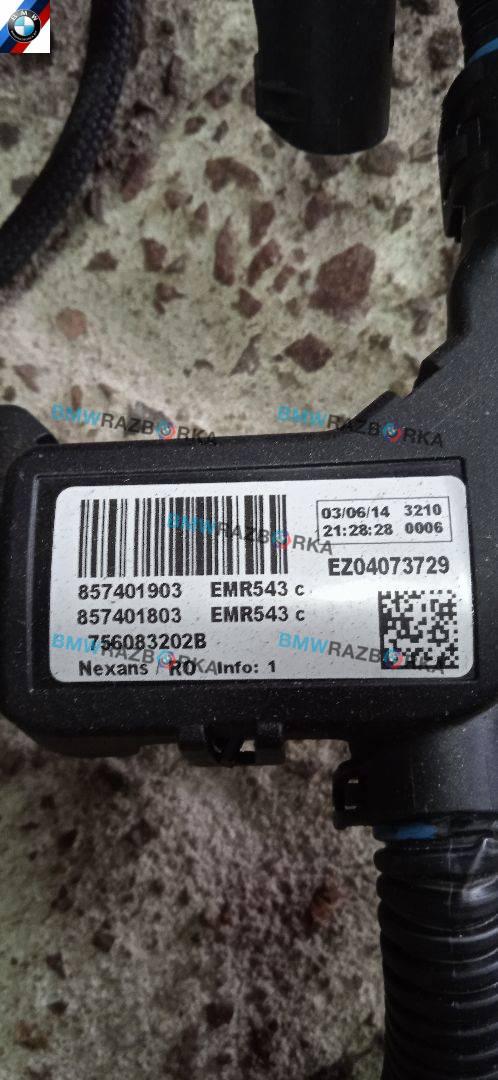 BMW
BMWRAZBORKA
BMWRAZBORKA
03/06/14 3210
21:28:28 0006
BMWRAZBORKA
EZ04073729
857401903 EMR543 c
857401803 EMR543 c
756083202B
BMWRAZBORKA
BMWRAZBORKA
Nexans / RO Info: 1